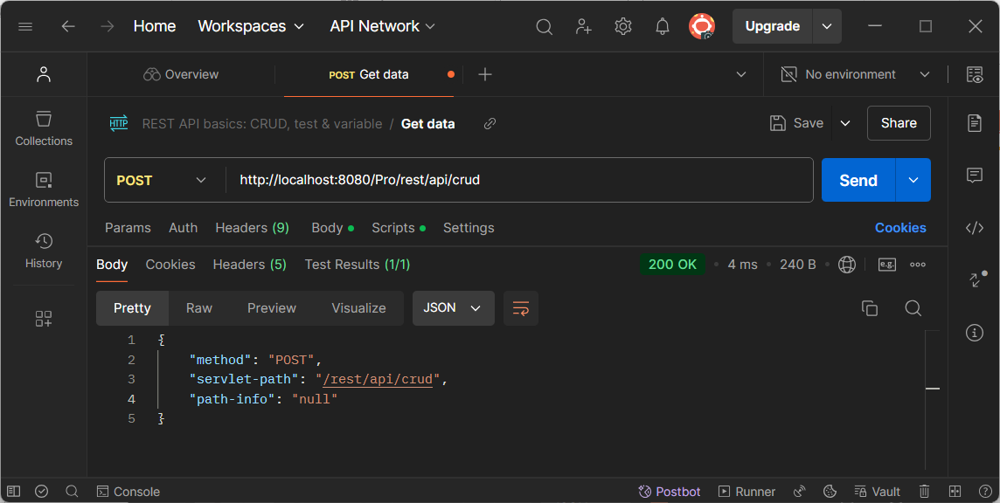 Home Workspaces API Network Upgrade
Overview POST Get data No environment
HTTP REST API basics: CRUD, test & variable / Get data Save Share
Collections
Environments
History
POST http://localhost:8080/Pro/rest/api/crud Send
Params Auth Headers (9) Body Scripts Settings Cookies
Body Cookies Headers (5) Test Results (1/1) 200 OK 4 ms 240 B e.g.
Pretty Raw Preview Visualize JSON
1 {
2 "method": "POST",
3 "servlet-path": "/rest/api/crud",
4 "path-info": "null"
5 }
Console Postbot Runner Vault